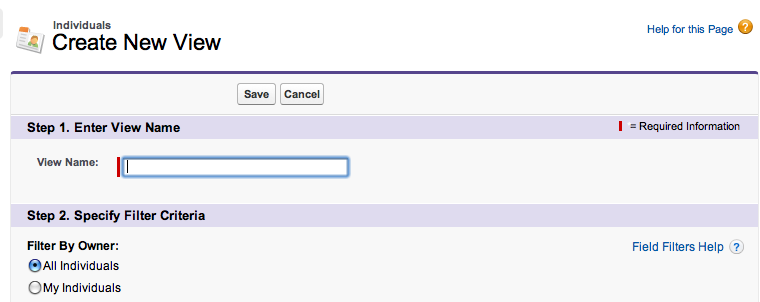 Individuals
Create New View
Help for this Page ?
Save Cancel
Step 1. Enter View Name
= Required Information
View Name:
Step 2. Specify Filter Criteria
Filter By Owner:
Field Filters Help ?
All Individuals
My Individuals